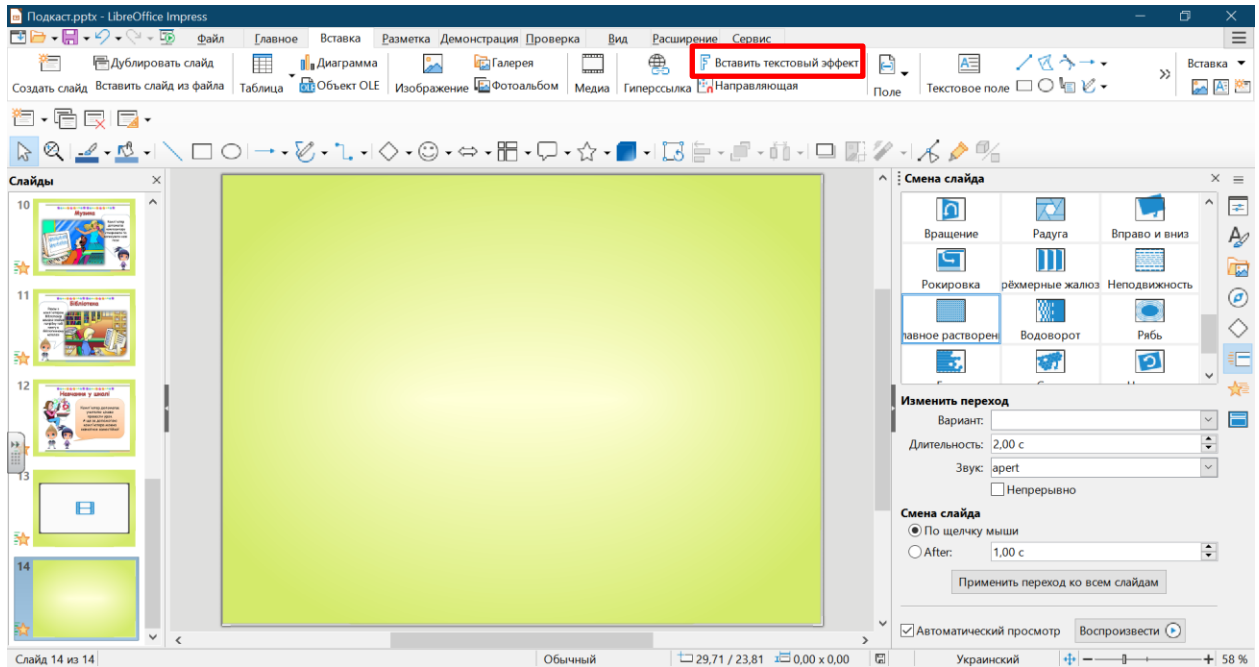 Подкаст.pptx - LibreOffice Impress
Файл Главное Вставка Разметка Демонстрация Проверка Вид Расширение Сервис
Дублировать слайд Диаграмма Галерея Вставить текстовый эффект Вставка
Создать слайд Вставить слайд из файла Таблица Объект OLE Изображение Фотоальбом Медиа Гиперссылка Направляющая Поле Текстовое поле
Слайды
10
Музика
11
Бібліотека
12
Навчання у школі
13
14
Смена слайда
Вращение Радуга Вправо и вниз
Рокировка рёхмерные жалюз Неподвижность
лавное растворен Водоворот Рябь
Изменить переход
Вариант:
Длительность: 2,00 с
Звук: apert
Непрерывно
Смена слайда
По щелчку мыши
After: 1,00 с
Применить переход ко всем слайдам
Автоматический просмотр Воспроизвести
Слайд 14 из 14 Обычный 29,71 / 23,81 0,00 x 0,00 Украинский 58 %